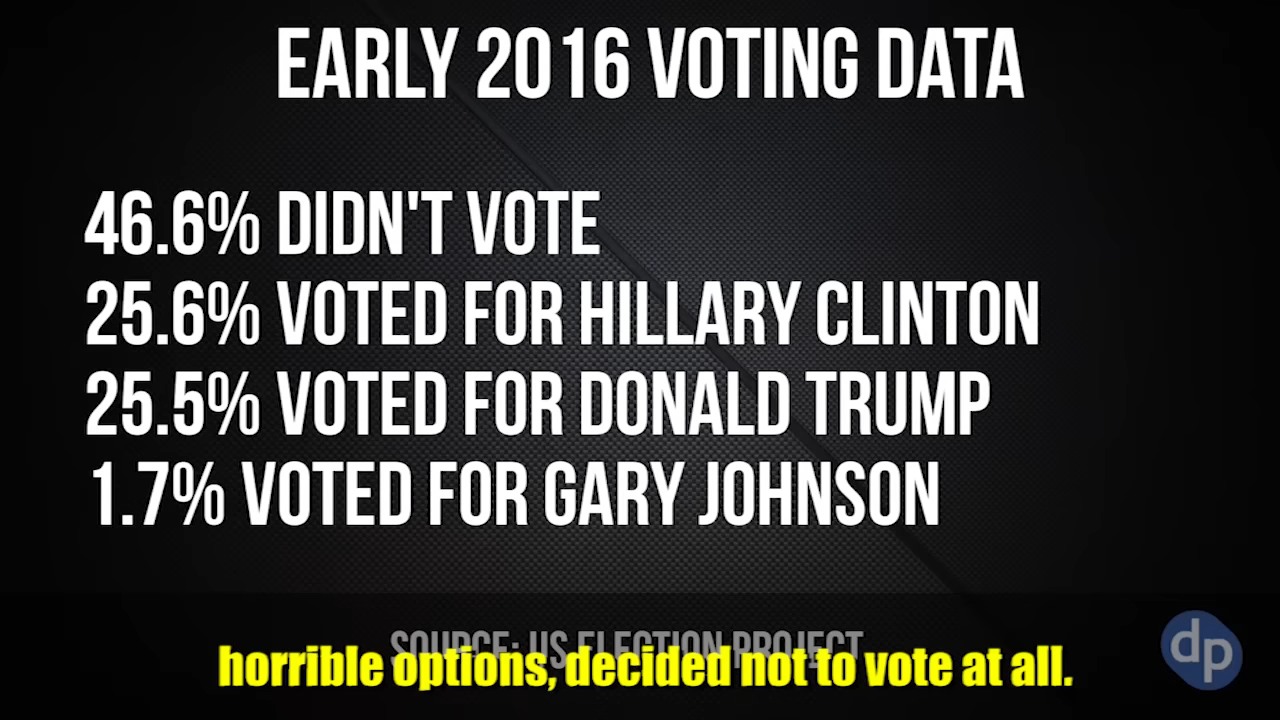 EARLY 2016 VOTING DATA
46.6% DIDN'T VOTE
25.6% VOTED FOR HILLARY CLINTON
25.5% VOTED FOR DONALD TRUMP
1.7% VOTED FOR GARY JOHNSON
SOURCE: US ELECTION PROJECT
horrible options, decided not to vote at all.
dp